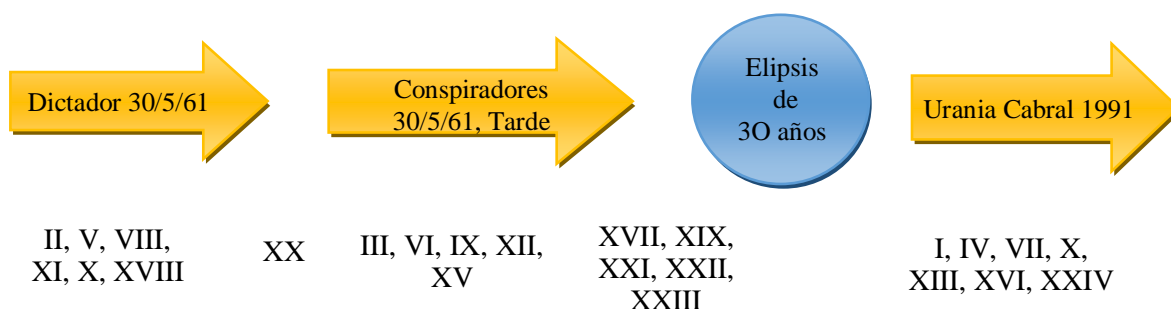 Dictador 30/5/61
Conspiradores
30/5/61, Tarde
Elipsis
de
3O años
Urania Cabral 1991
II, V, VIII,
XI, X, XVIII
XX
III, VI, IX, XII,
XV
XVII, XIX,
XXI, XXII,
XXIII
I, IV, VII, X,
XIII, XVI, XXIV